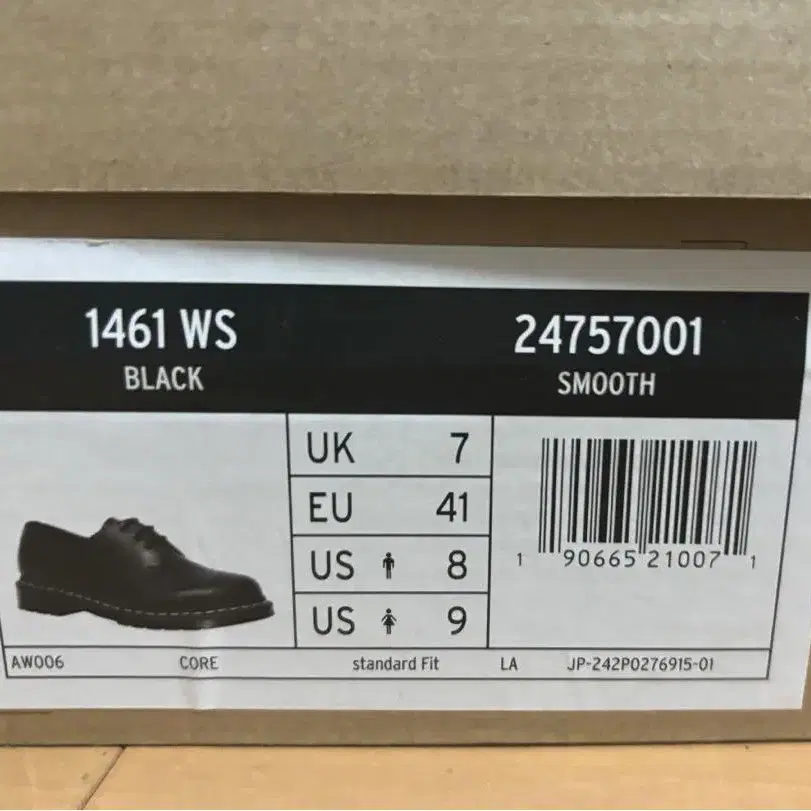 1461 WS
BLACK
24757001
SMOOTH
UK 7
EU 41
US 8
US 9
1 90665 21007 1
AW006 CORE standard Fit LA JP-242P0276915-01